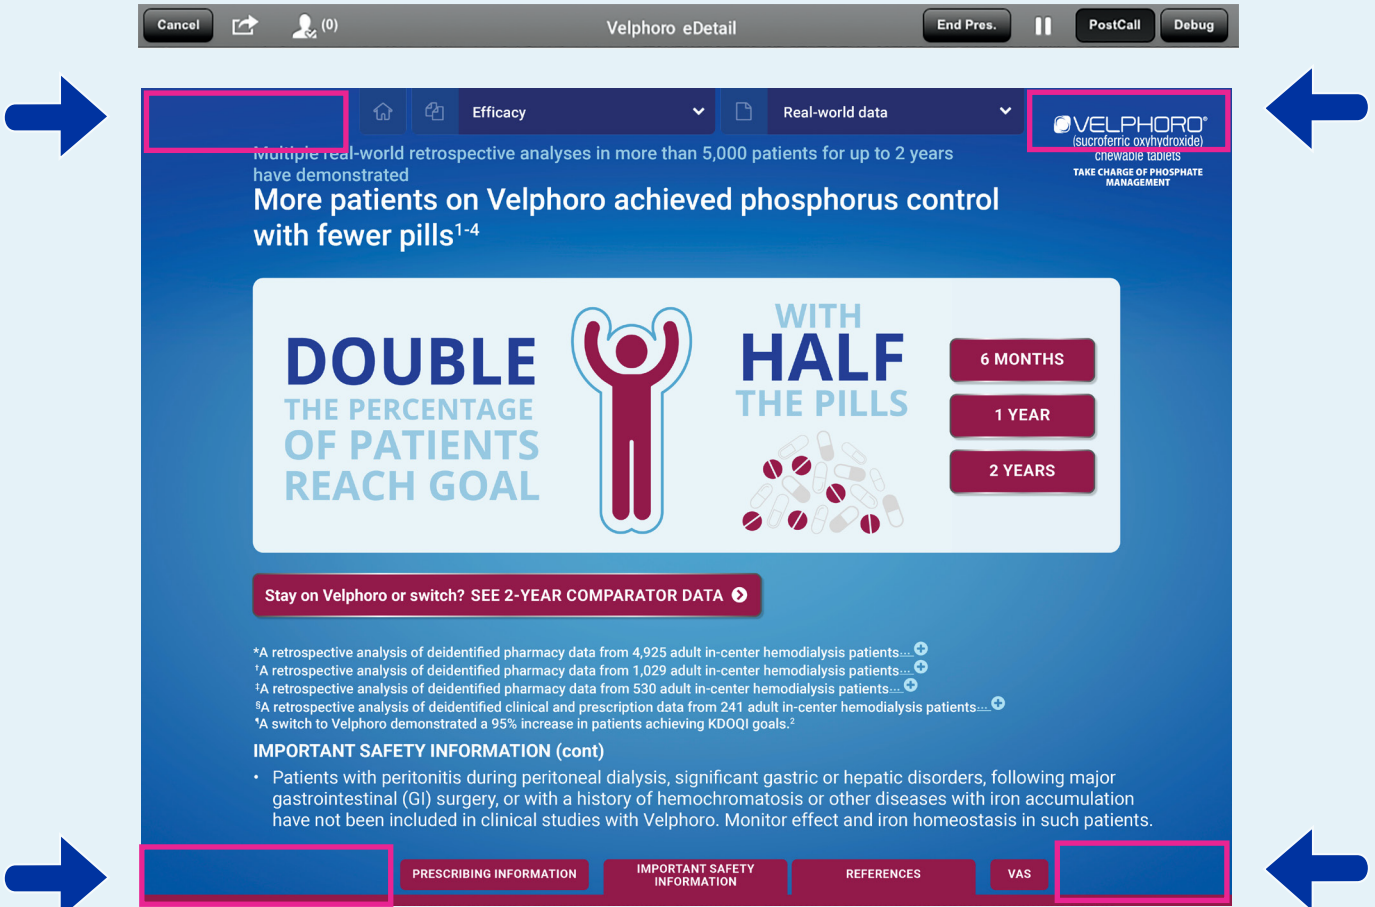 Cancel
(0)
Velphoro eDetail
End Pres.
PostCall
Debug
Efficacy
Real-world data
VELPHORO®
(sucroferric oxyhydroxide)
chewable tablets
TAKE CHARGE OF PHOSPHATE
MANAGEMENT
Multiple real-world retrospective analyses in more than 5,000 patients for up to 2 years
have demonstrated
More patients on Velphoro achieved phosphorus control
with fewer pills1-4
DOUBLE
THE PERCENTAGE
OF PATIENTS
REACH GOAL
WITH
HALF
THE PILLS
6 MONTHS
1 YEAR
2 YEARS
Stay on Velphoro or switch? SEE 2-YEAR COMPARATOR DATA
*A retrospective analysis of deidentified pharmacy data from 4,925 adult in-center hemodialysis patients...
†A retrospective analysis of deidentified pharmacy data from 1,029 adult in-center hemodialysis patients...
‡A retrospective analysis of deidentified pharmacy data from 530 adult in-center hemodialysis patients...
§A retrospective analysis of deidentified clinical and prescription data from 241 adult in-center hemodialysis patients...
¶A switch to Velphoro demonstrated a 95% increase in patients achieving KDOQI goals.2
IMPORTANT SAFETY INFORMATION (cont)
• Patients with peritonitis during peritoneal dialysis, significant gastric or hepatic disorders, following major
gastrointestinal (GI) surgery, or with a history of hemochromatosis or other diseases with iron accumulation
have not been included in clinical studies with Velphoro. Monitor effect and iron homeostasis in such patients.
PRESCRIBING INFORMATION
IMPORTANT SAFETY
INFORMATION
REFERENCES
VAS